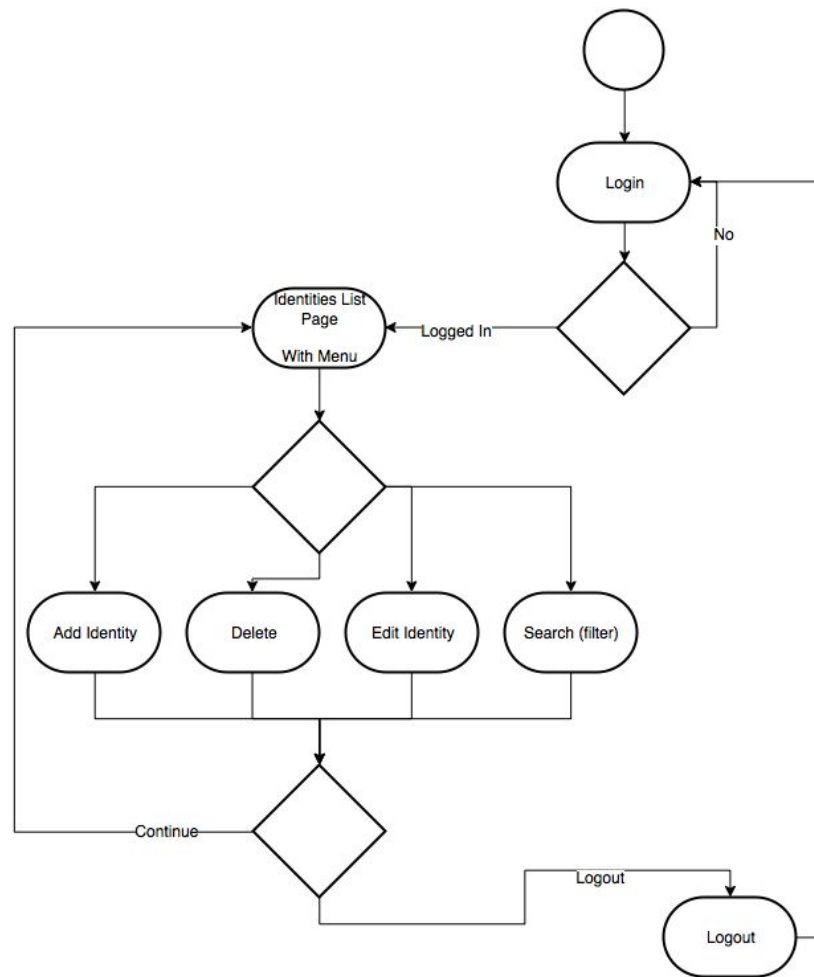 Login
No
Identities List
Page
With Menu
Logged In
Add Identity
Delete
Edit Identity
Search (filter)
Continue
Logout
Logout